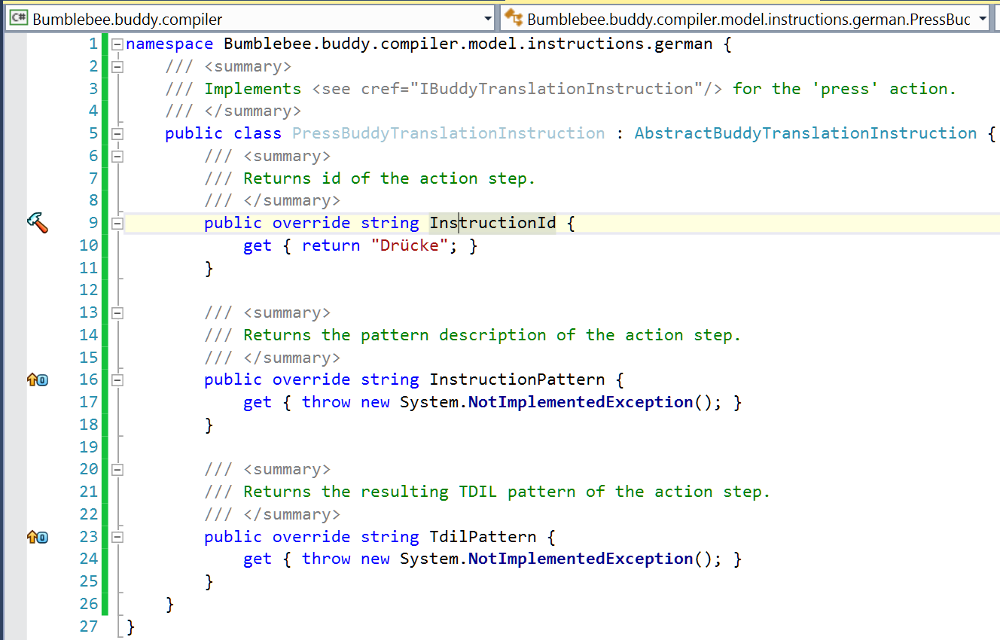 C# Bumblebee.buddy.compiler
Bumblebee.buddy.compiler.model.instructions.german.PressBuc
1 namespace Bumblebee.buddy.compiler.model.instructions.german {
2 /// <summary>
3 /// Implements <see cref="IBuddyTranslationInstruction"/> for the 'press' action.
4 /// </summary>
5 public class PressBuddyTranslationInstruction : AbstractBuddyTranslationInstruction {
6 /// <summary>
7 /// Returns id of the action step.
8 /// </summary>
9 public override string InstructionId {
10 get { return "Drücke"; }
11 }
12
13 /// <summary>
14 /// Returns the pattern description of the action step.
15 /// </summary>
16 public override string InstructionPattern {
17 get { throw new System.NotImplementedException(); }
18 }
19
20 /// <summary>
21 /// Returns the resulting TDIL pattern of the action step.
22 /// </summary>
23 public override string TdilPattern {
24 get { throw new System.NotImplementedException(); }
25 }
26 }
27 }